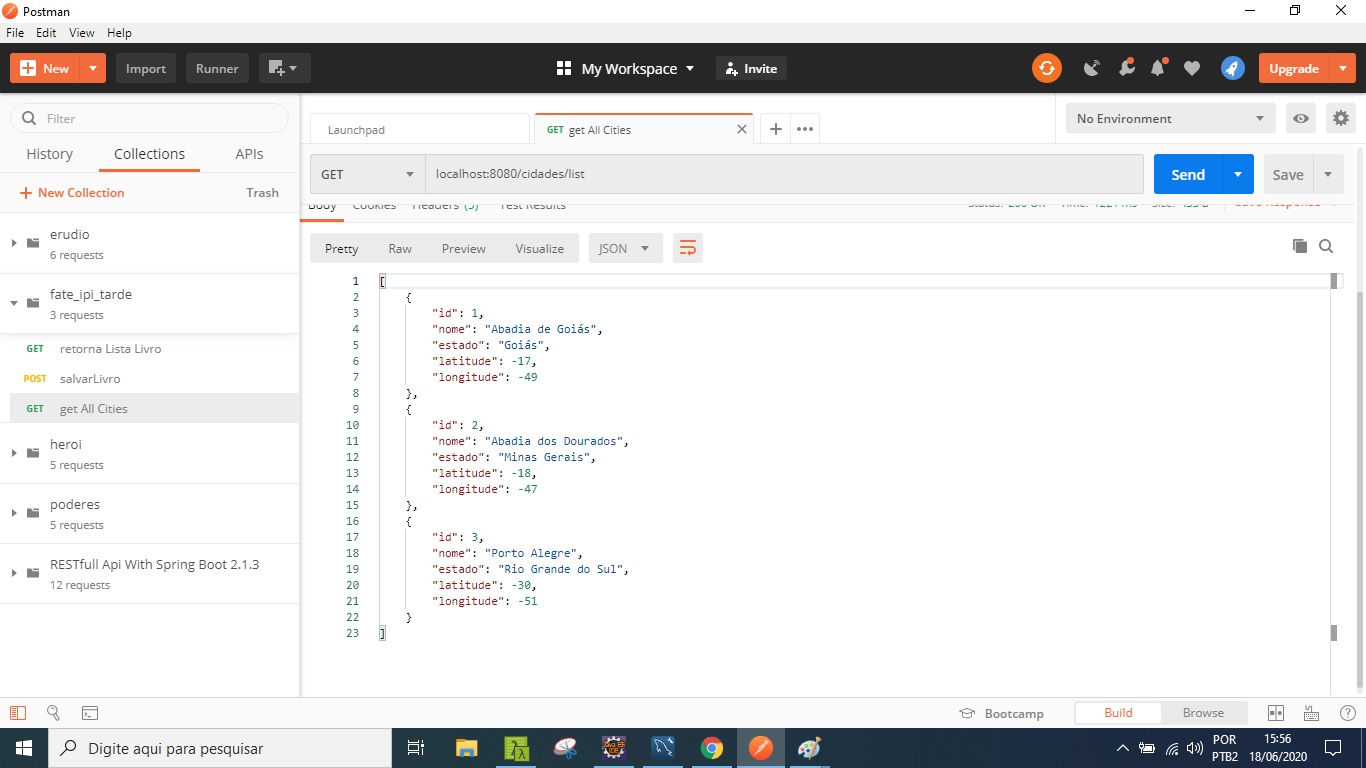 Postman
File Edit View Help
New Import Runner My Workspace Invite Upgrade
Filter
History Collections APIs
New Collection Trash
erudio
6 requests
fate_ipi_tarde
3 requests
GET retorna Lista Livro
POST salvarLivro
GET get All Cities
heroi
5 requests
poderes
5 requests
RESTfull Api With Spring Boot 2.1.3
12 requests
Launchpad GET get All Cities No Environment
GET localhost:8080/cidades/list Send Save
Body Cookies Headers (5) Test Results Status: 200 OK Time: Size: Save Response
Pretty Raw Preview Visualize JSON
1 [
2 {
3 "id": 1,
4 "nome": "Abadia de Goiás",
5 "estado": "Goiás",
6 "latitude": -17,
7 "longitude": -49
8 },
9 {
10 "id": 2,
11 "nome": "Abadia dos Dourados",
12 "estado": "Minas Gerais",
13 "latitude": -18,
14 "longitude": -47
15 },
16 {
17 "id": 3,
18 "nome": "Porto Alegre",
19 "estado": "Rio Grande do Sul",
20 "latitude": -30,
21 "longitude": -51
22 }
23 ]
Bootcamp Build Browse
Digite aqui para pesquisar
POR
PTB2
15:56
18/06/2020